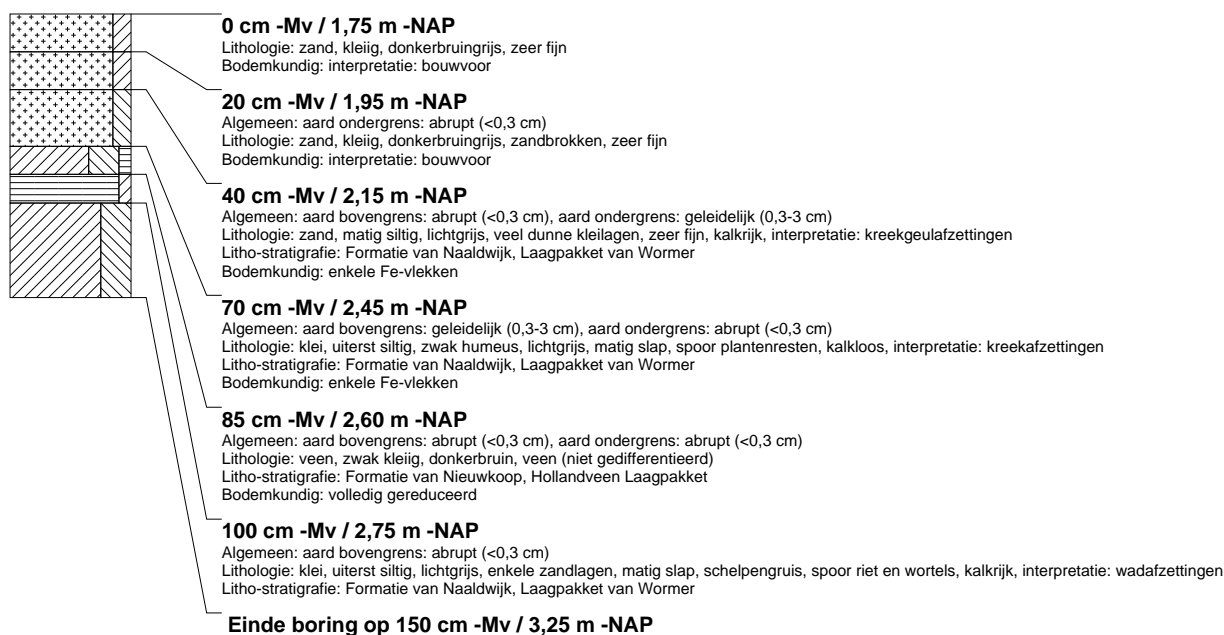 0 cm -Mv / 1,75 m -NAP
Lithologie: zand, kleiig, donkerbruingrijs, zeer fijn
Bodemkundig: interpretatie: bouwvoor
20 cm -Mv / 1,95 m -NAP
Algemeen: aard ondergrens: abrupt (<0,3 cm)
Lithologie: zand, kleiig, donkerbruingrijs, zandbrokken, zeer fijn
Bodemkundig: interpretatie: bouwvoor
40 cm -Mv / 2,15 m -NAP
Algemeen: aard bovengrens: abrupt (<0,3 cm), aard ondergrens: geleidelijk (0,3-3 cm)
Lithologie: zand, matig siltig, lichtgrijs, veel dunne kleilagen, zeer fijn, kalkrijk, interpretatie: kreekgeulafzettingen
Litho-stratigrafie: Formatie van Naaldwijk, Laagpakket van Wormer
Bodemkundig: enkele Fe-vlekken
70 cm -Mv / 2,45 m -NAP
Algemeen: aard bovengrens: geleidelijk (0,3-3 cm), aard ondergrens: abrupt (<0,3 cm)
Lithologie: klei, uiterst siltig, zwak humeus, lichtgrijs, matig slap, spoor plantenresten, kalkloos, interpretatie: kreekafzettingen
Litho-stratigrafie: Formatie van Naaldwijk, Laagpakket van Wormer
Bodemkundig: enkele Fe-vlekken
85 cm -Mv / 2,60 m -NAP
Algemeen: aard bovengrens: abrupt (<0,3 cm), aard ondergrens: abrupt (<0,3 cm)
Lithologie: veen, zwak kleiig, donkerbruin, veen (niet gedifferentieerd)
Litho-stratigrafie: Formatie van Nieuwkoop, Hollandveen Laagpakket
Bodemkundig: volledig gereduceerd
100 cm -Mv / 2,75 m -NAP
Algemeen: aard bovengrens: abrupt (<0,3 cm)
Lithologie: klei, uiterst siltig, lichtgrijs, enkele zandlagen, matig slap, schelpengruis, spoor riet en wortels, kalkrijk, interpretatie: wadafzettingen
Litho-stratigrafie: Formatie van Naaldwijk, Laagpakket van Wormer
Einde boring op 150 cm -Mv / 3,25 m -NAP